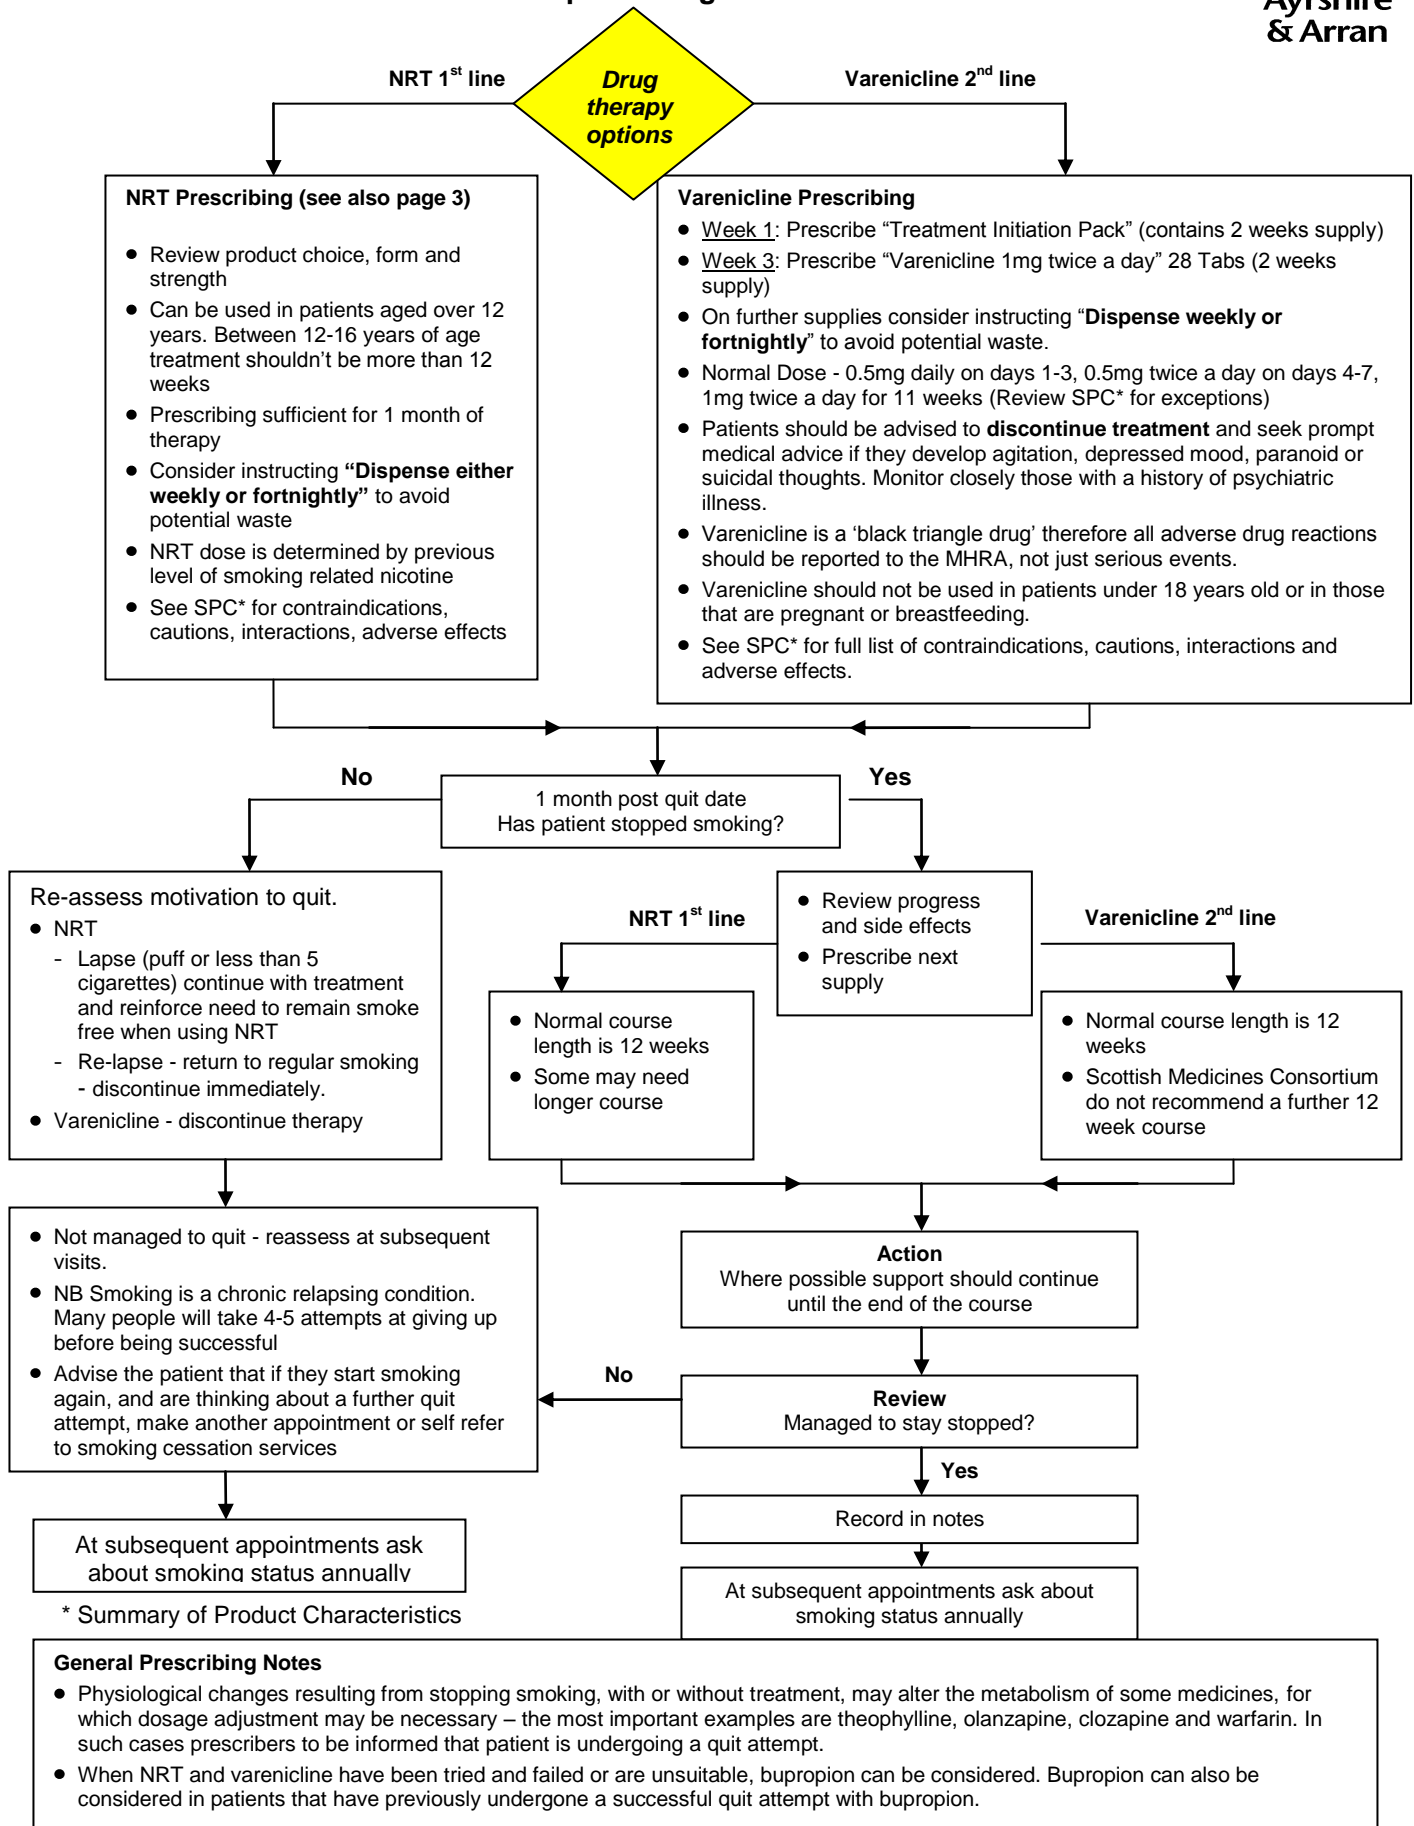 Ayrshire
& Arran
NRT 1st line
Drug
therapy
options
Varenicline 2nd line
NRT Prescribing (see also page 3)
• Review product choice, form and
strength
• Can be used in patients aged over 12
years. Between 12-16 years of age
treatment shouldn't be more than 12
weeks
• Prescribing sufficient for 1 month of
therapy
• Consider instructing “Dispense either
weekly or fortnightly” to avoid
potential waste
• NRT dose is determined by previous
level of smoking related nicotine
• See SPC* for contraindications,
cautions, interactions, adverse effects
Varenicline Prescribing
• Week 1: Prescribe “Treatment Initiation Pack” (contains 2 weeks supply)
• Week 3: Prescribe “Varenicline 1mg twice a day” 28 Tabs (2 weeks
supply)
• On further supplies consider instructing “Dispense weekly or
fortnightly” to avoid potential waste.
• Normal Dose - 0.5mg daily on days 1-3, 0.5mg twice a day on days 4-7,
1mg twice a day for 11 weeks (Review SPC* for exceptions)
• Patients should be advised to discontinue treatment and seek prompt
medical advice if they develop agitation, depressed mood, paranoid or
suicidal thoughts. Monitor closely those with a history of psychiatric
illness.
• Varenicline is a ‘black triangle drug’ therefore all adverse drug reactions
should be reported to the MHRA, not just serious events.
• Varenicline should not be used in patients under 18 years old or in those
that are pregnant or breastfeeding.
• See SPC* for full list of contraindications, cautions, interactions and
adverse effects.
No
1 month post quit date
Has patient stopped smoking?
Yes
Re-assess motivation to quit.
• NRT
- Lapse (puff or less than 5
cigarettes) continue with treatment
and reinforce need to remain smoke
free when using NRT
- Re-lapse - return to regular smoking
- discontinue immediately.
• Varenicline - discontinue therapy
• Review progress
and side effects
• Prescribe next
supply
NRT 1st line
Varenicline 2nd line
• Normal course
length is 12 weeks
• Some may need
longer course
• Normal course length is 12
weeks
• Scottish Medicines Consortium
do not recommend a further 12
week course
• Not managed to quit - reassess at subsequent
visits.
• NB Smoking is a chronic relapsing condition.
Many people will take 4-5 attempts at giving up
before being successful
• Advise the patient that if they start smoking
again, and are thinking about a further quit
attempt, make another appointment or self refer
to smoking cessation services
Action
Where possible support should continue
until the end of the course
No
Review
Managed to stay stopped?
Yes
Record in notes
At subsequent appointments ask
about smoking status annually
At subsequent appointments ask about
smoking status annually
* Summary of Product Characteristics
General Prescribing Notes
• Physiological changes resulting from stopping smoking, with or without treatment, may alter the metabolism of some medicines, for
which dosage adjustment may be necessary – the most important examples are theophylline, olanzapine, clozapine and warfarin. In
such cases prescribers to be informed that patient is undergoing a quit attempt.
• When NRT and varenicline have been tried and failed or are unsuitable, bupropion can be considered. Bupropion can also be
considered in patients that have previously undergone a successful quit attempt with bupropion.